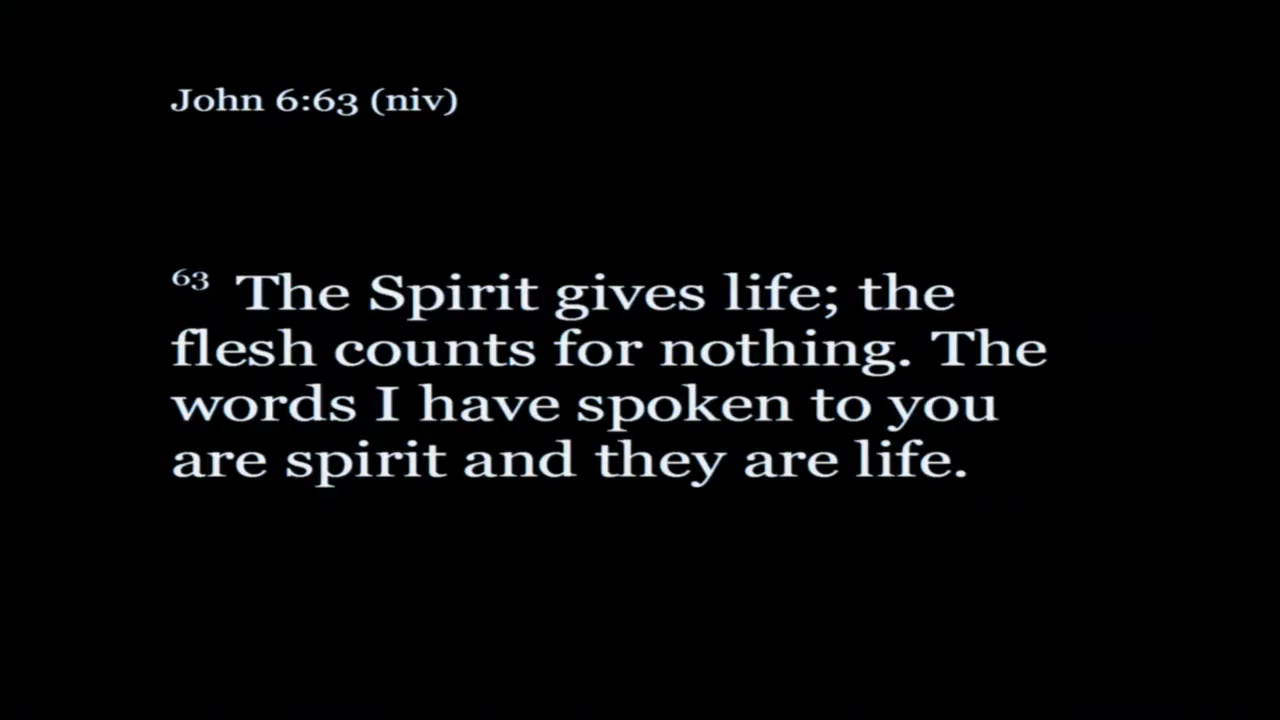 John 6:63 (niv)
63 The Spirit gives life; the
flesh counts for nothing. The
words I have spoken to you
are spirit and they are life.